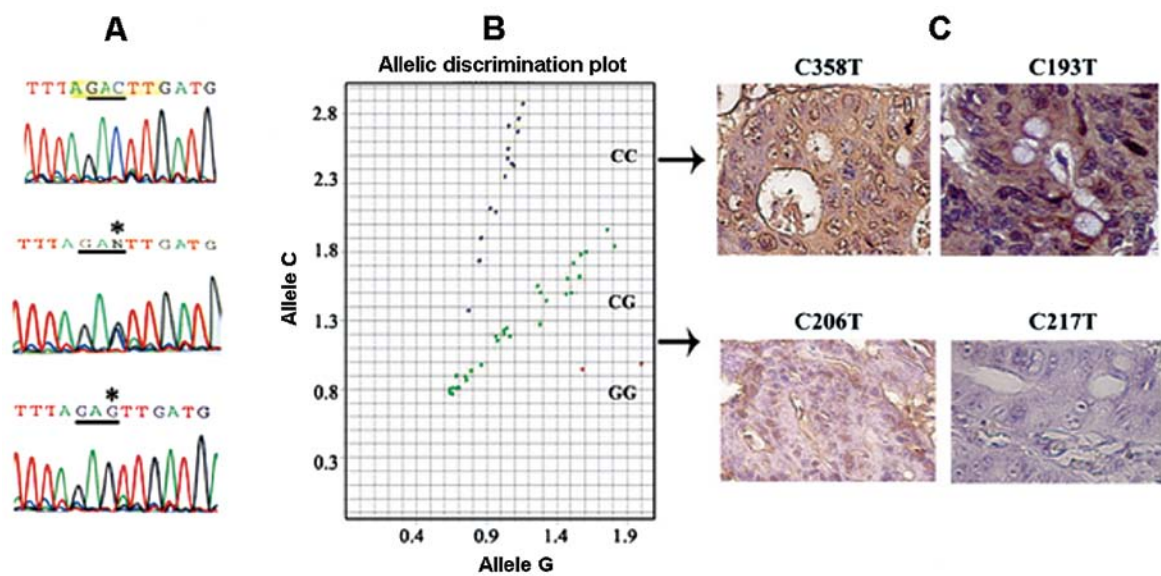 A
B
C
TTTAGACTTGATG
*
TTTAGANTTGATG
*
TTTAGAGTTGATG
Allelic discrimination plot
Allele C
2.8
2.3
1.8
1.3
0.8
0.3
CC
CG
GG
0.4 0.9 1.4 1.9
Allele G
C358T C193T
C206T C217T